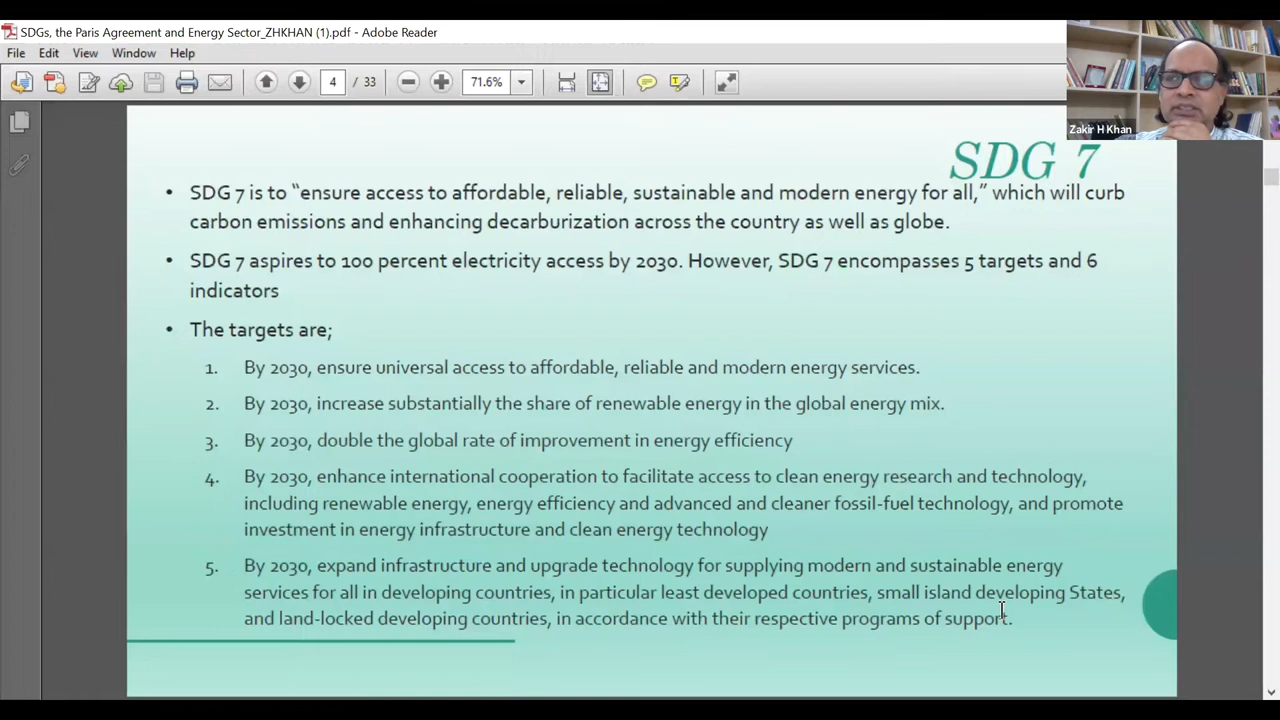 SDGs, the Paris Agreement and Energy Sector_ZHKHAN (1).pdf - Adobe Reader
File Edit View Window Help
4 / 33 71.6%
Zakir H Khan
SDG 7
• SDG 7 is to “ensure access to affordable, reliable, sustainable and modern energy for all,” which will curb
carbon emissions and enhancing decarburization across the country as well as globe.
• SDG 7 aspires to 100 percent electricity access by 2030. However, SDG 7 encompasses 5 targets and 6
indicators
• The targets are;
1. By 2030, ensure universal access to affordable, reliable and modern energy services.
2. By 2030, increase substantially the share of renewable energy in the global energy mix.
3. By 2030, double the global rate of improvement in energy efficiency
4. By 2030, enhance international cooperation to facilitate access to clean energy research and technology,
including renewable energy, energy efficiency and advanced and cleaner fossil-fuel technology, and promote
investment in energy infrastructure and clean energy technology
5. By 2030, expand infrastructure and upgrade technology for supplying modern and sustainable energy
services for all in developing countries, in particular least developed countries, small island developing States,
and land-locked developing countries, in accordance with their respective programs of support.